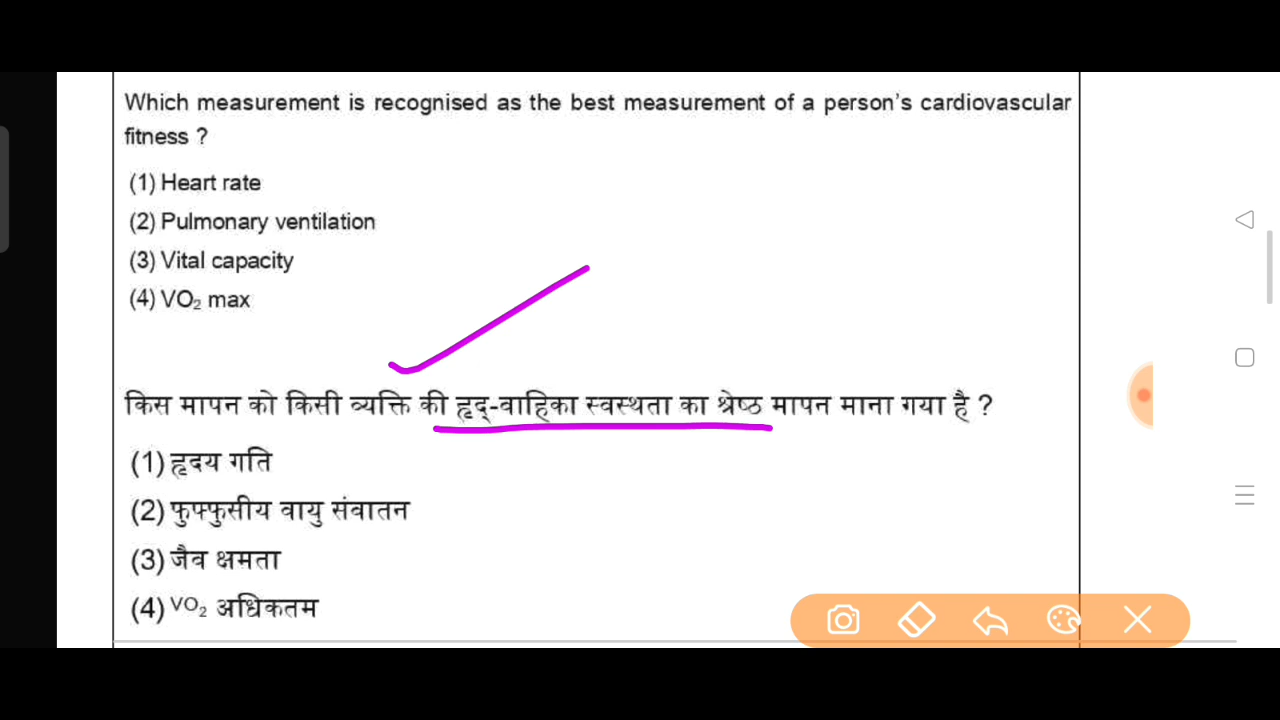 Which measurement is recognised as the best measurement of a person's cardiovascular
fitness ?
(1) Heart rate
(2) Pulmonary ventilation
(3) Vital capacity
(4) VO₂ max
किस मापन को किसी व्यक्ति की हृद्-वाहिका स्वस्थता का श्रेष्ठ मापन माना गया है ?
(1) हृदय गति
(2) फुफ्फुसीय वायु संवातन
(3) जैव क्षमता
(4) VO₂ अधिकतम